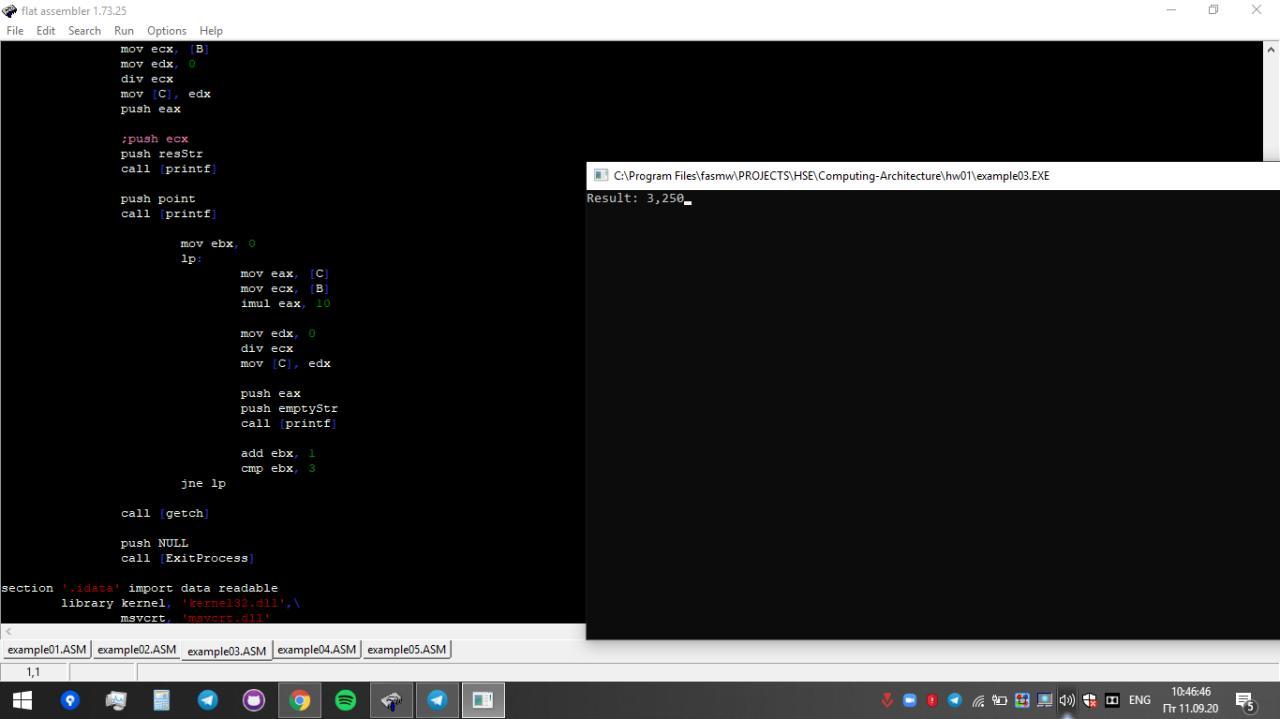 flat assembler 1.73.25
File Edit Search Run Options Help
mov ecx, [B]
mov edx, 0
div ecx
mov [C], edx
push eax
;push ecx
push resStr
call [printf]
push point
call [printf]
mov ebx, 0
lp:
mov eax, [C]
mov ecx, [B]
imul eax, 10
mov edx, 0
div ecx
mov [C], edx
push eax
push emptyStr
call [printf]
add ebx, 1
cmp ebx, 3
jne lp
call [getch]
push NULL
call [ExitProcess]
section '.idata' import data readable
library kernel, 'kernel32.dll',\
msvcrt, 'msvcrt.dll'
C:\Program Files\fasmw\PROJECTS\HSE\Computing-Architecture\hw01\example03.EXE
Result: 3,250
example01.ASM example02.ASM example03.ASM example04.ASM example05.ASM
1,1
ENG
10:46:46
Пт 11.09.20
5